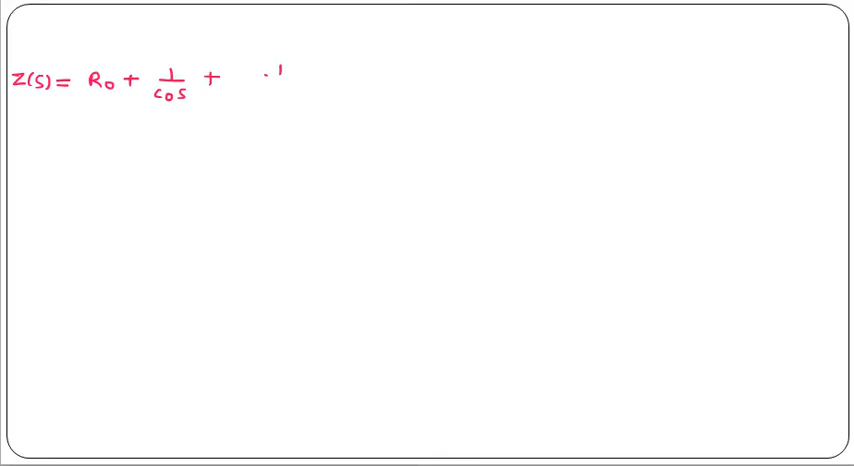 Z(S) = R0 + 1/C0S +